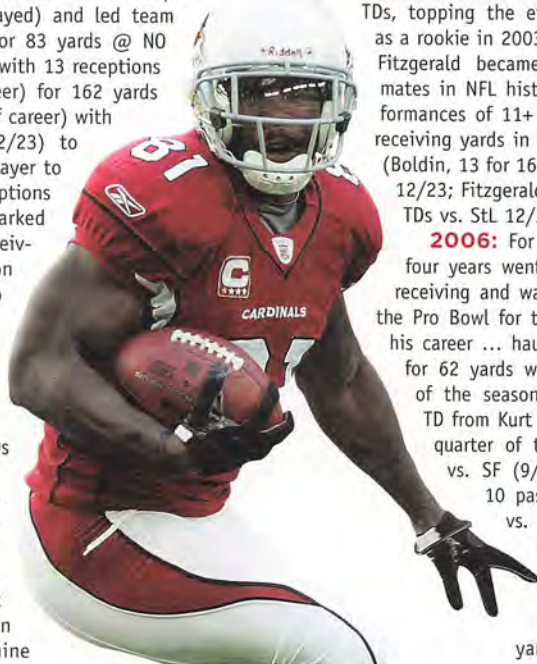 ayed) and led team
or 83 yards @ NO
with 13 receptions
eer) for 162 yards
career) with
2/23) to
ayer to
ptions
arked
eiv-
on
nine
Riddell
81
C
CARDINALS
81
TDs, topping the e
as a rookie in 2003
Fitzgerald became
mates in NFL hist
formances of 11+
receiving yards in
(Boldin, 13 for 16
12/23; Fitzgerald
TDs vs. StL 12/
2006: For
four years went
receiving and wa
the Pro Bowl for t
his career ... hau
for 62 yards w
of the season
TD from Kurt
quarter of t
vs. SF (9/
10 pas
vs.
yar